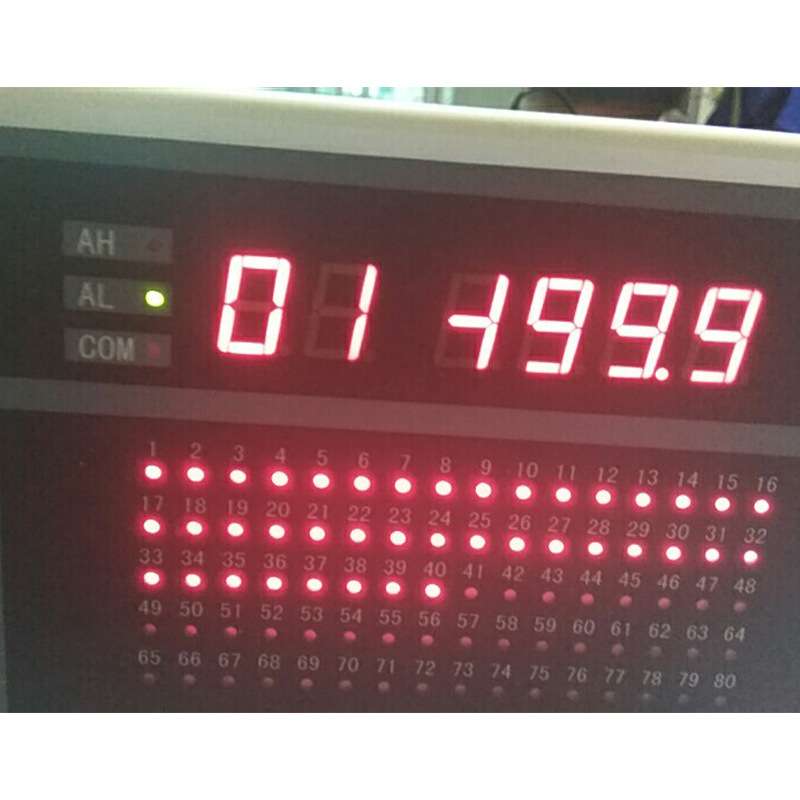 AH
AL
COM
01 -199.9
1 2 3 4 5 6 7 8 9 10 11 12 13 14 15 16
17 18 19 20 21 22 23 24 25 26 27 28 29 30 31 32
33 34 35 36 37 38 39 40 41 42 43 44 45 46 47 48
49 50 51 52 53 54 55 56 57 58 59 60 61 62 63 64
65 66 67 68 69 70 71 72 73 74 75 76 77 78 79 80